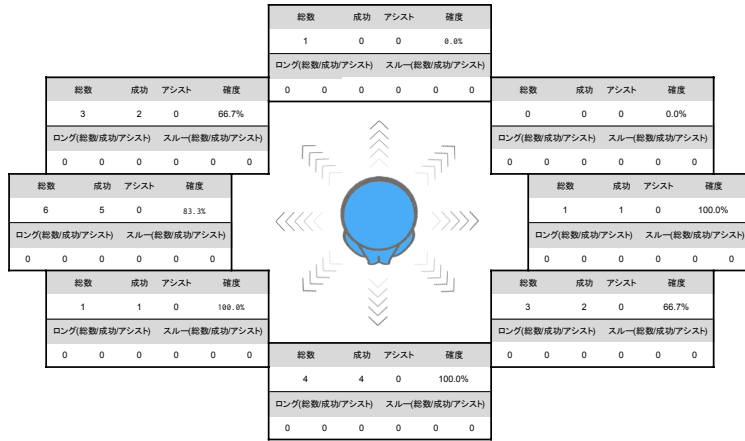 総数 成功 アシスト 確度
1 0 0 0.0%
ロング(総数/成功/アシスト) スルー(総数/成功/アシスト)
0 0 0 0 0 0
総数 成功 アシスト 確度
3 2 0 66.7%
ロング(総数/成功/アシスト) スルー(総数/成功/アシスト)
0 0 0 0 0 0
総数 成功 アシスト 確度
0 0 0 0.0%
ロング(総数/成功/アシスト) スルー(総数/成功/アシスト)
0 0 0 0 0 0
総数 成功 アシスト 確度
6 5 0 83.3%
ロング(総数/成功/アシスト) スルー(総数/成功/アシスト)
0 0 0 0 0 0
総数 成功 アシスト 確度
1 1 0 100.0%
ロング(総数/成功/アシスト) スルー(総数/成功/アシスト)
0 0 0 0 0 0
総数 成功 アシスト 確度
1 1 0 100.0%
ロング(総数/成功/アシスト) スルー(総数/成功/アシスト)
0 0 0 0 0 0
総数 成功 アシスト 確度
3 2 0 66.7%
ロング(総数/成功/アシスト) スルー(総数/成功/アシスト)
0 0 0 0 0 0
総数 成功 アシスト 確度
4 4 0 100.0%
ロング(総数/成功/アシスト) スルー(総数/成功/アシスト)
0 0 0 0 0 0